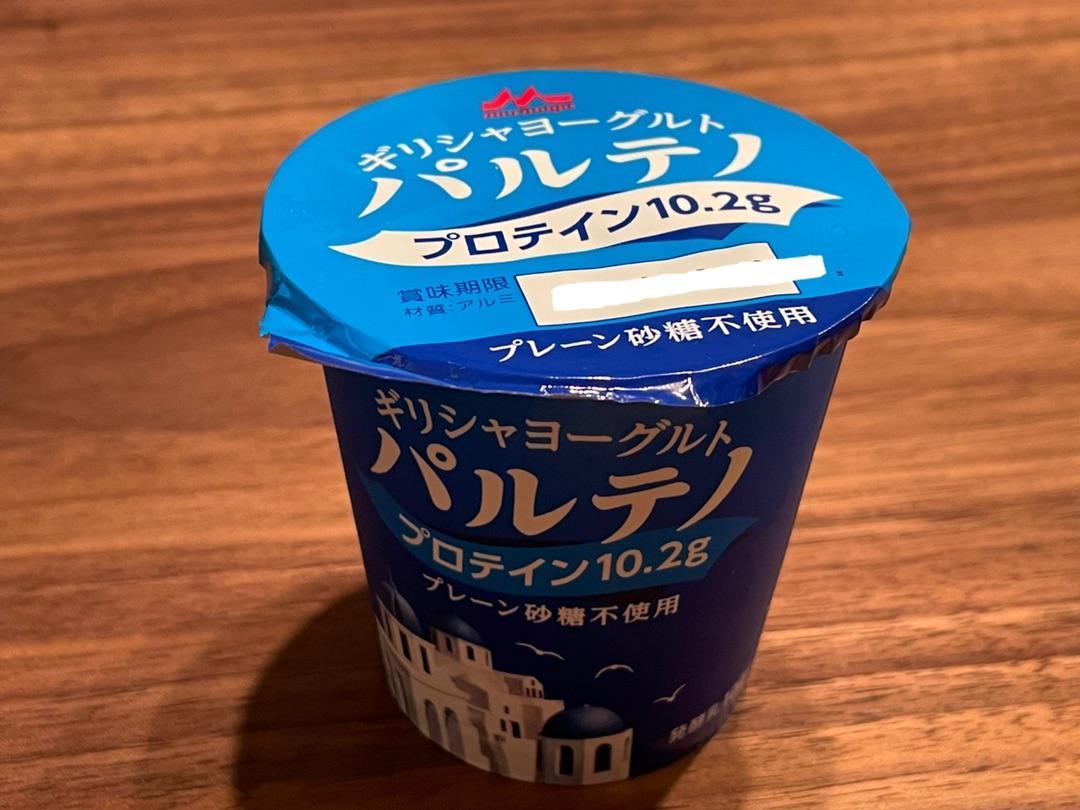 ギリシャヨーグルト
パルテノ
プロテイン10.2g
賞味期限
材質:アルミ
プレーン砂糖不使用
ギリシャヨーグルト
パルテノ
プロテイン10.2g
プレーン砂糖不使用
発酵乳